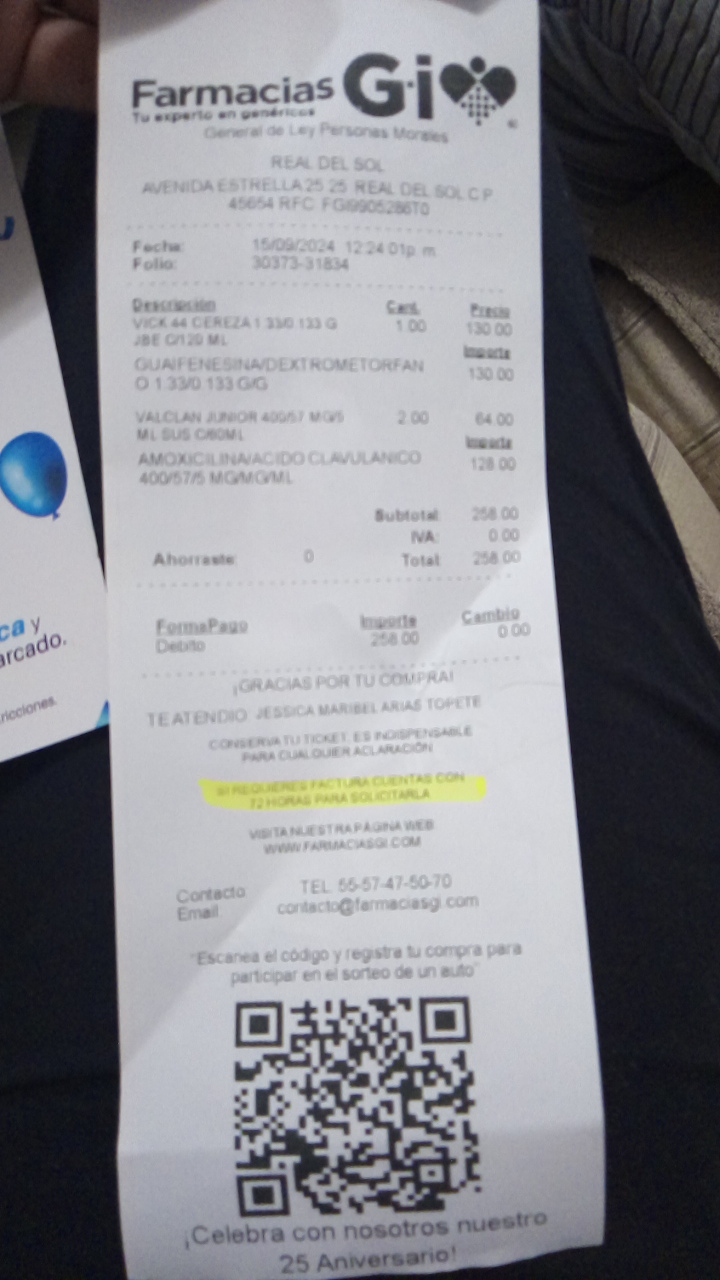 Farmacias Gi
Tu experto en genéricos
General de Ley Personas Morales
REAL DEL SOL
AVENIDA ESTRELLA 25 25 REAL DEL SOL C.P
45654 RFC FGI9905286T0
Fecha: 15/09/2024 12:24:01p. m.
Folio: 30373-31834
Descripción Cant. Precio
VICK 44 CEREZA 1.33/0.133 G 1.00 130.00
JBE C/120 ML
Importe
GUAIFENESINA/DEXTROMETORFAN 130.00
O 1.33/0.133 G/G
VALCLAN JUNIOR 400/57 MG/5 2.00 64.00
ML SUS C/60ML
Importe
AMOXICILINA/ACIDO CLAVULANICO 128.00
400/57/5 MG/MG/ML
Subtotal: 258.00
IVA: 0.00
Ahorraste: 0 Total: 258.00
FormaPago Importe Cambio
Debito 258.00 0.00
¡GRACIAS POR TU COMPRA!
TE ATENDIO: JESSICA MARIBEL ARIAS TOPETE
CONSERVA TU TICKET, ES INDISPENSABLE
PARA CUALQUIER ACLARACIÓN
SI REQUIERES FACTURA CUENTAS CON
72 HORAS PARA SOLICITARLA
VISITA NUESTRA PÁGINA WEB:
WWW.FARMACIASGI.COM
Contacto: TEL. 55-57-47-50-70
Email: contacto@farmaciasgi.com
"Escanea el código y registra tu compra para
participar en el sorteo de un auto"
¡Celebra con nosotros nuestro
25 Aniversario!
ca y
arcado.
ricciones.